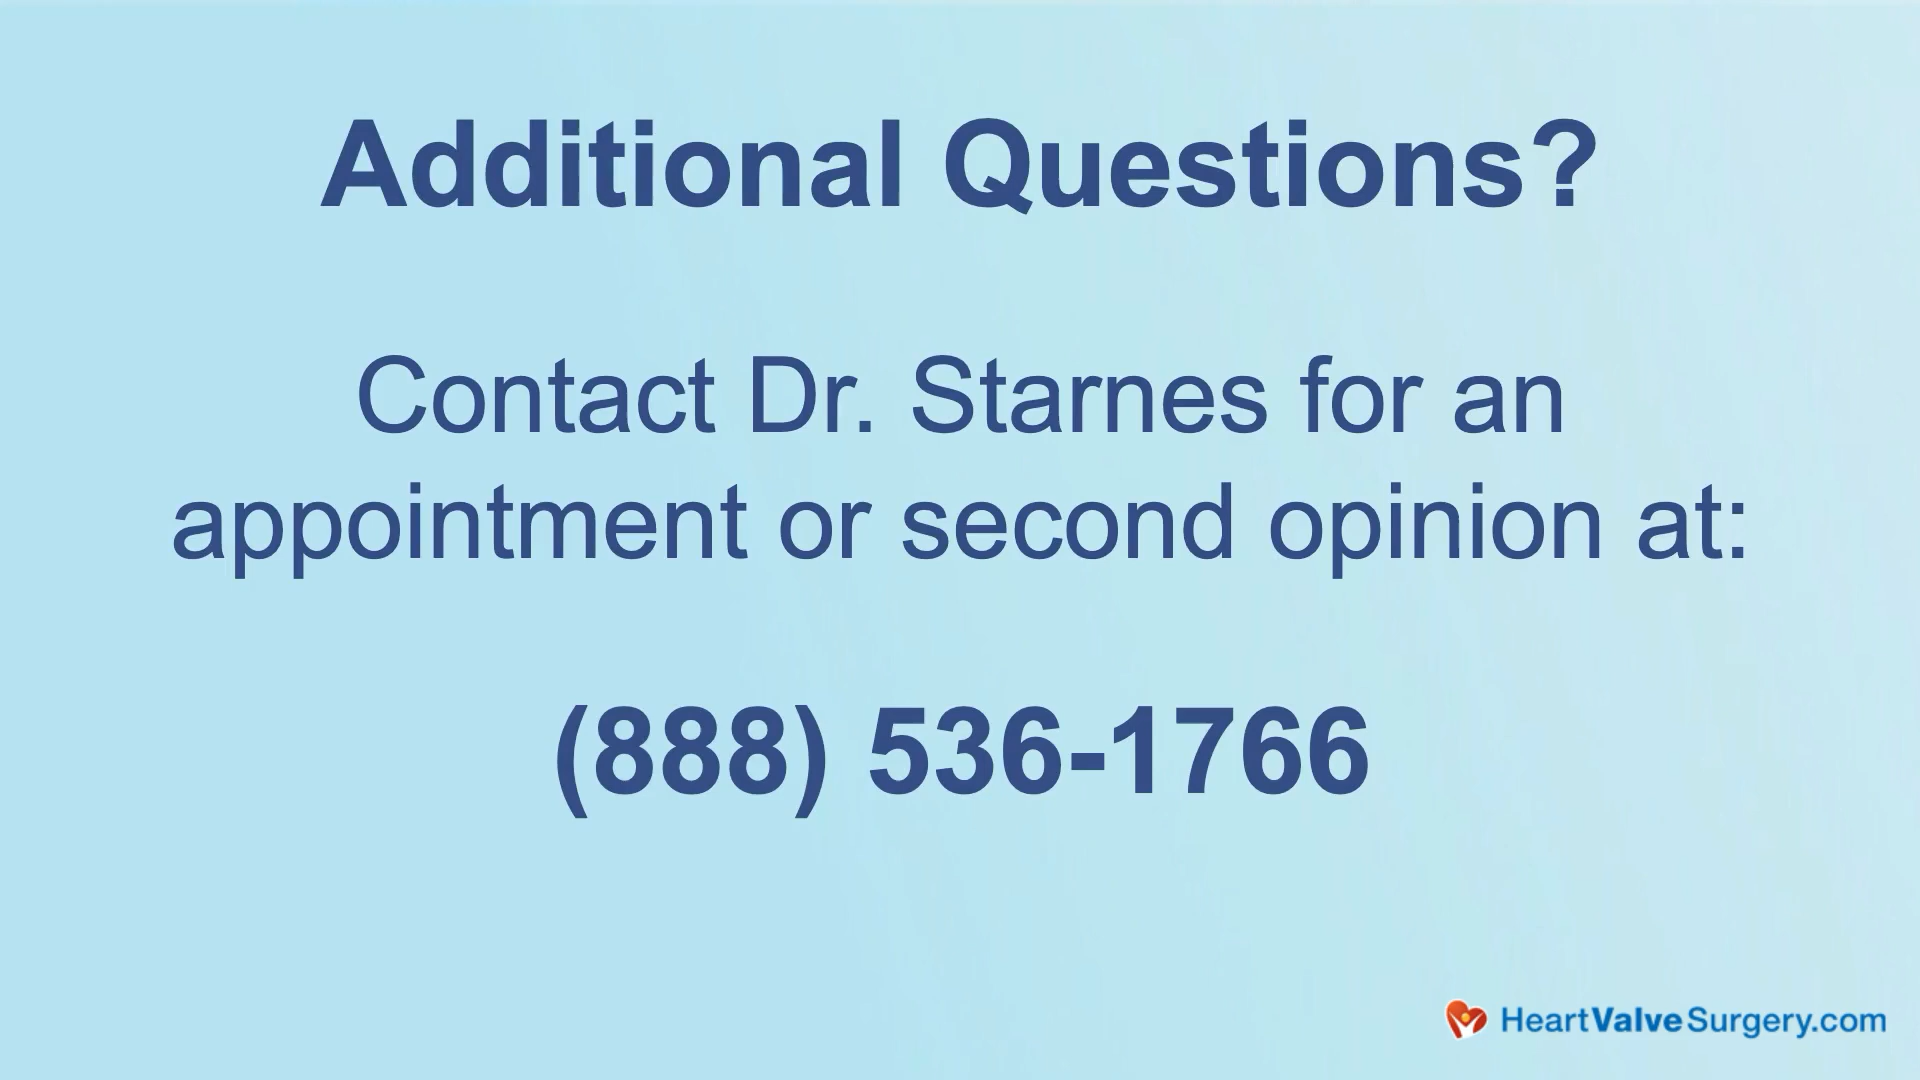 Additional Questions?
Contact Dr. Starnes for an
appointment or second opinion at:
(888) 536-1766
HeartValveSurgery.com